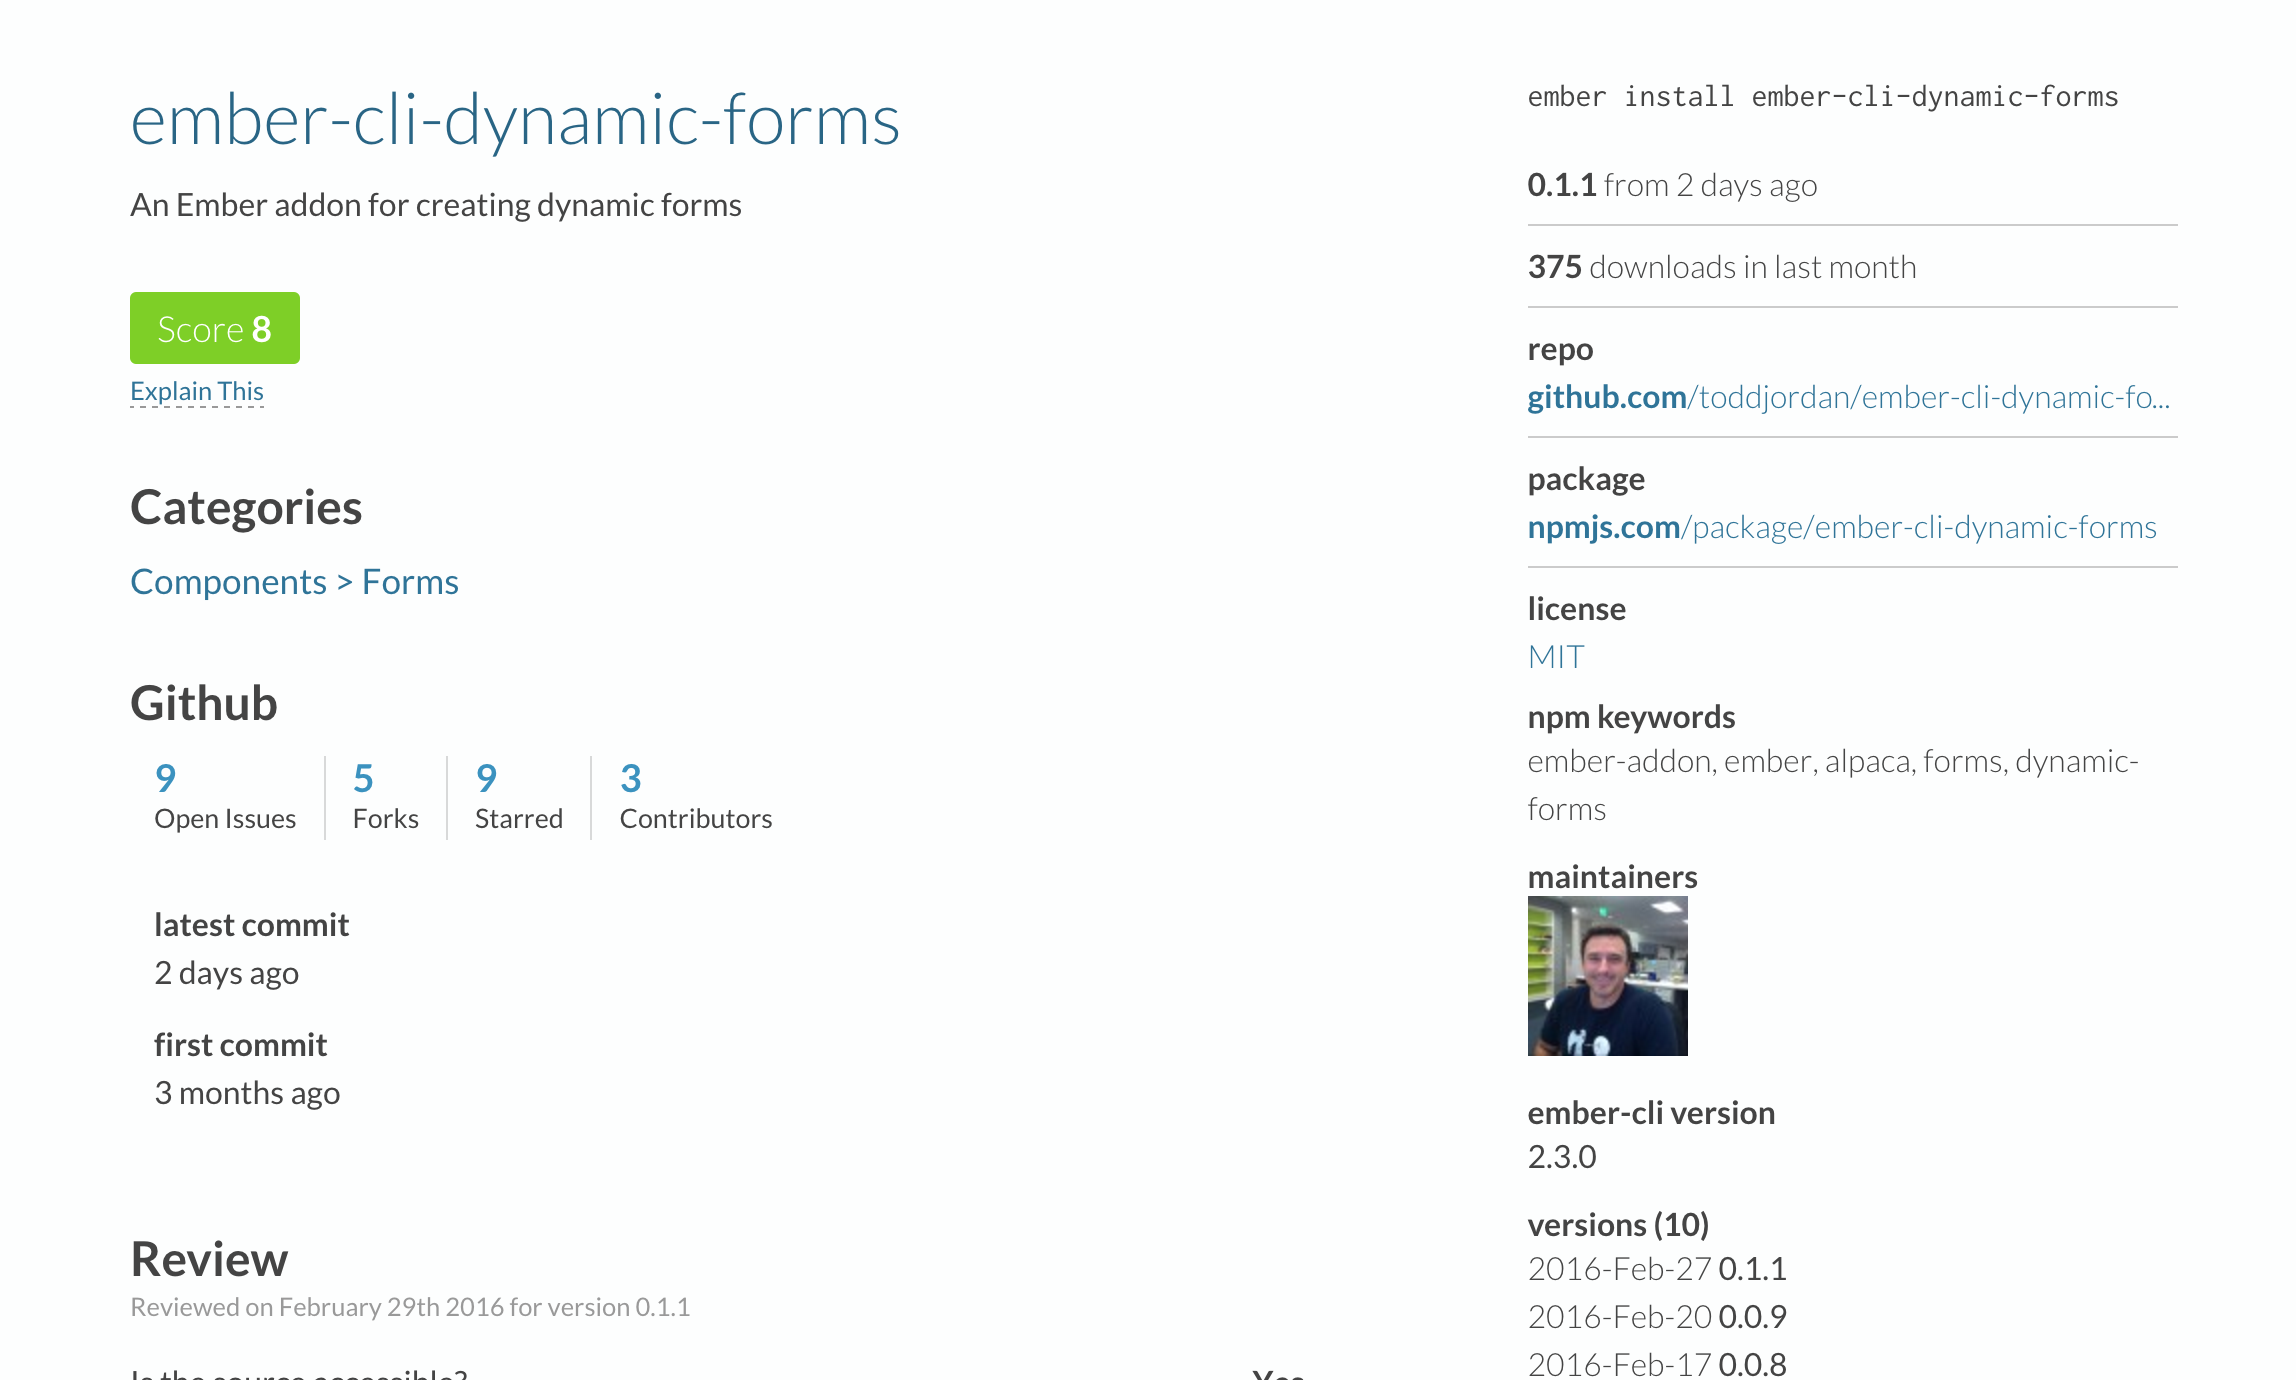 ember-cli-dynamic-forms
An Ember addon for creating dynamic forms
Score 8
Explain This
Categories
Components > Forms
Github
9
Open Issues
5
Forks
9
Starred
3
Contributors
latest commit
2 days ago
first commit
3 months ago
Review
Reviewed on February 29th 2016 for version 0.1.1
Is the source accessible?
Yes
ember install ember-cli-dynamic-forms
0.1.1 from 2 days ago
375 downloads in last month
repo
github.com/toddjordan/ember-cli-dynamic-fo...
package
npmjs.com/package/ember-cli-dynamic-forms
license
MIT
npm keywords
ember-addon, ember, alpaca, forms, dynamic-
forms
maintainers
ember-cli version
2.3.0
versions (10)
2016-Feb-27 0.1.1
2016-Feb-20 0.0.9
2016-Feb-17 0.0.8